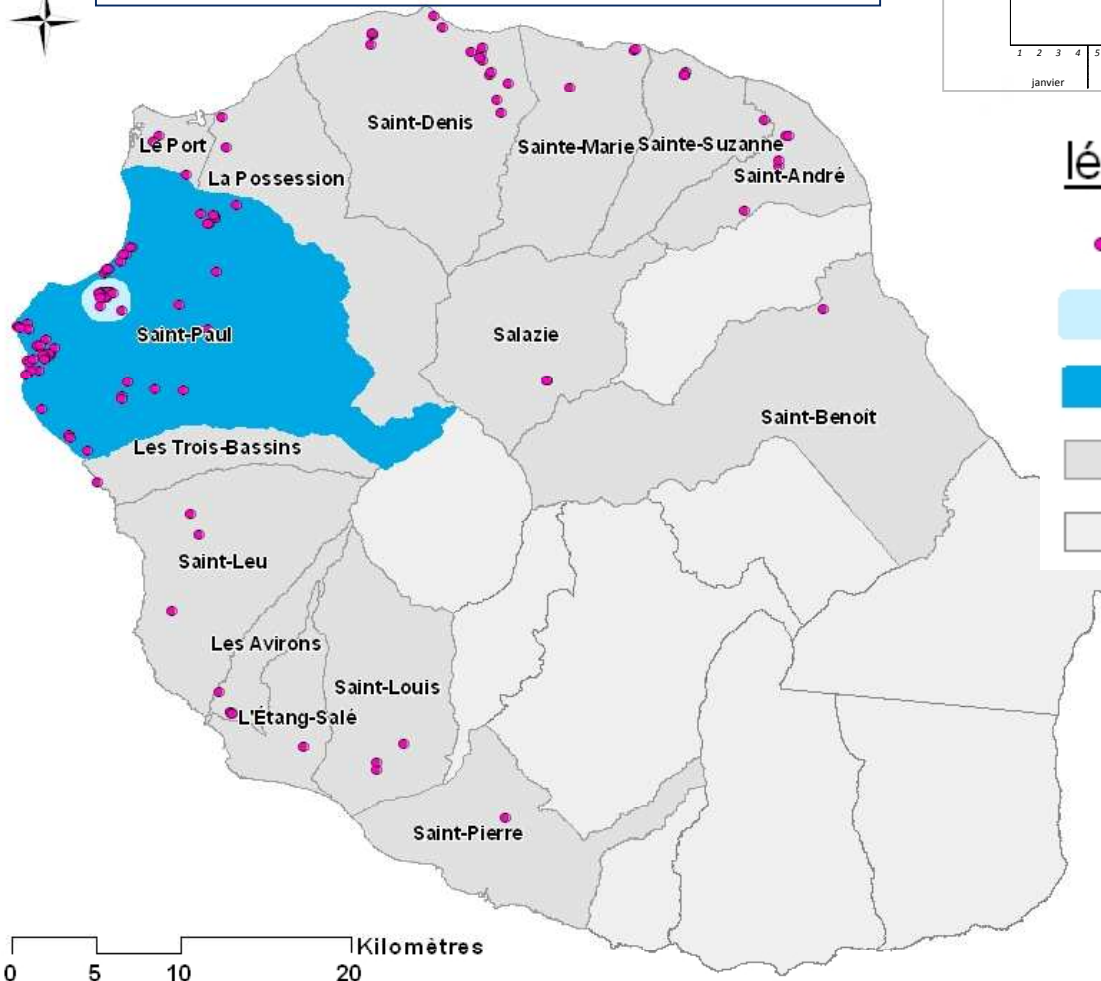 1 2 3 4 5
janvier
lé
Saint-Denis
Le Port
Sainte-Marie
Sainte-Suzanne
La Possession
Saint-André
Saint-Paul
Salazie
Saint-Benoit
Les Trois-Bassins
Saint-Leu
Les Avirons
Saint-Louis
L'Étang-Salé
Saint-Pierre
Kilomètres
0 5 10 20